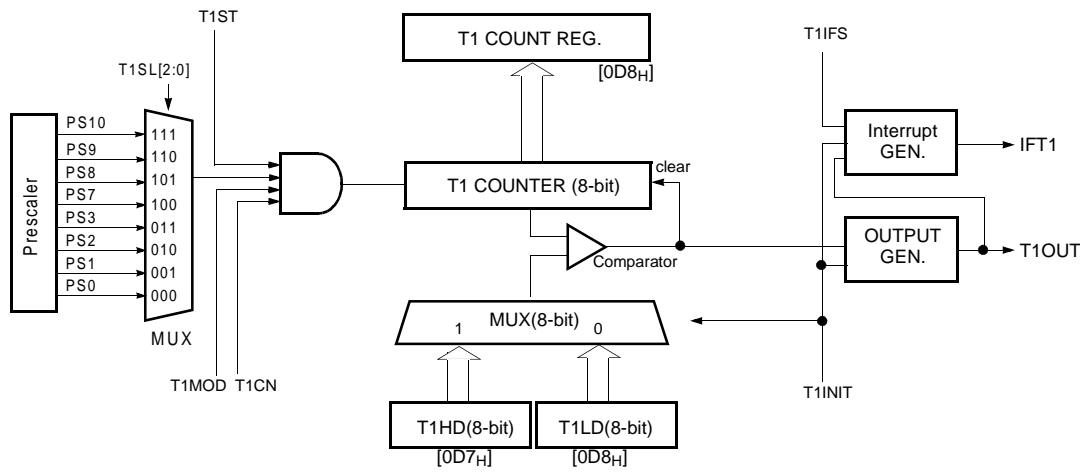 T1ST
T1 COUNT REG.
[0D8H]
T1IFS
T1SL[2:0]
Prescaler
PS10
PS9
PS8
PS7
PS3
PS2
PS1
PS0
111
110
101
100
011
010
001
000
MUX
T1MOD
T1CN
T1 COUNTER (8-bit)
clear
Comparator
MUX(8-bit)
1 0
T1HD(8-bit)
[0D7H]
T1LD(8-bit)
[0D8H]
Interrupt
GEN.
IFT1
OUTPUT
GEN.
T1OUT
T1INIT